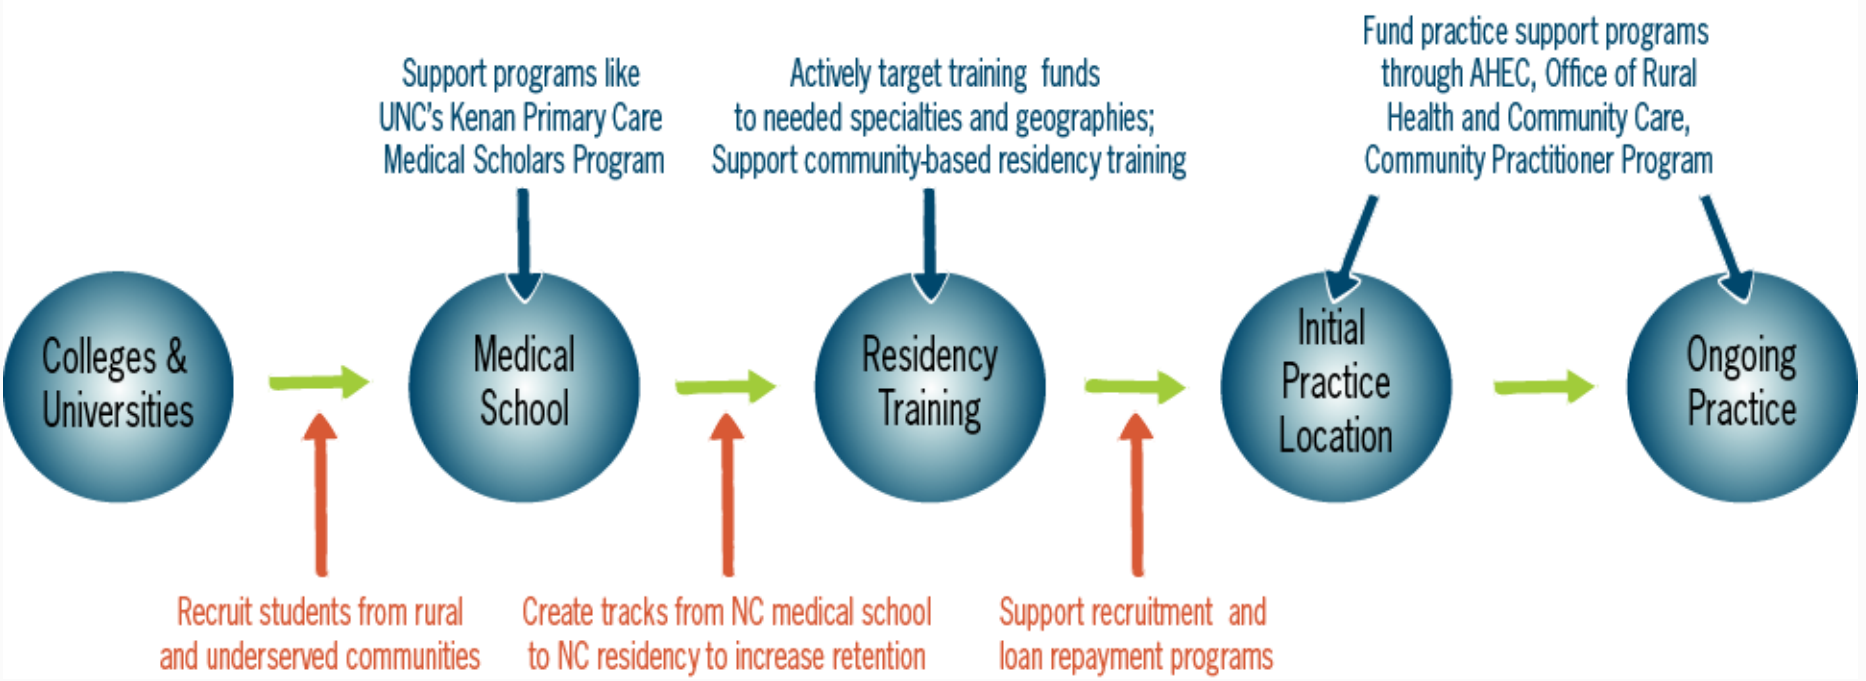 Support programs like
UNC's Kenan Primary Care
Medical Scholars Program
Actively target training funds
to needed specialties and geographies;
Support community-based residency training
Fund practice support programs
through AHEC, Office of Rural
Health and Community Care,
Community Practitioner Program
Colleges &
Universities
Medical
School
Residency
Training
Initial
Practice
Location
Ongoing
Practice
Recruit students from rural
and underserved communities
Create tracks from NC medical school
to NC residency to increase retention
Support recruitment and
loan repayment programs